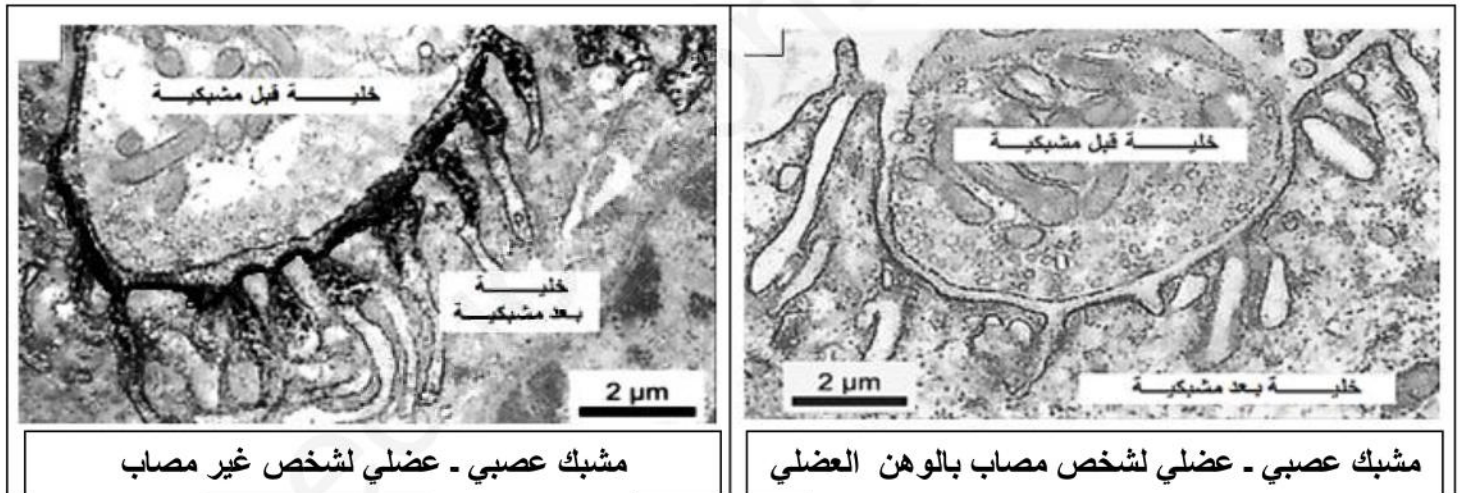 خلية قبل مشبكية
خلية
بعد مشبكية
2 µm
مشبك عصبي - عضلي لشخص غير مصاب
خلية قبل مشبكية
2 µm
خلية بعد مشبكية
مشبك عصبي - عضلي لشخص مصاب بالوهن العضلي